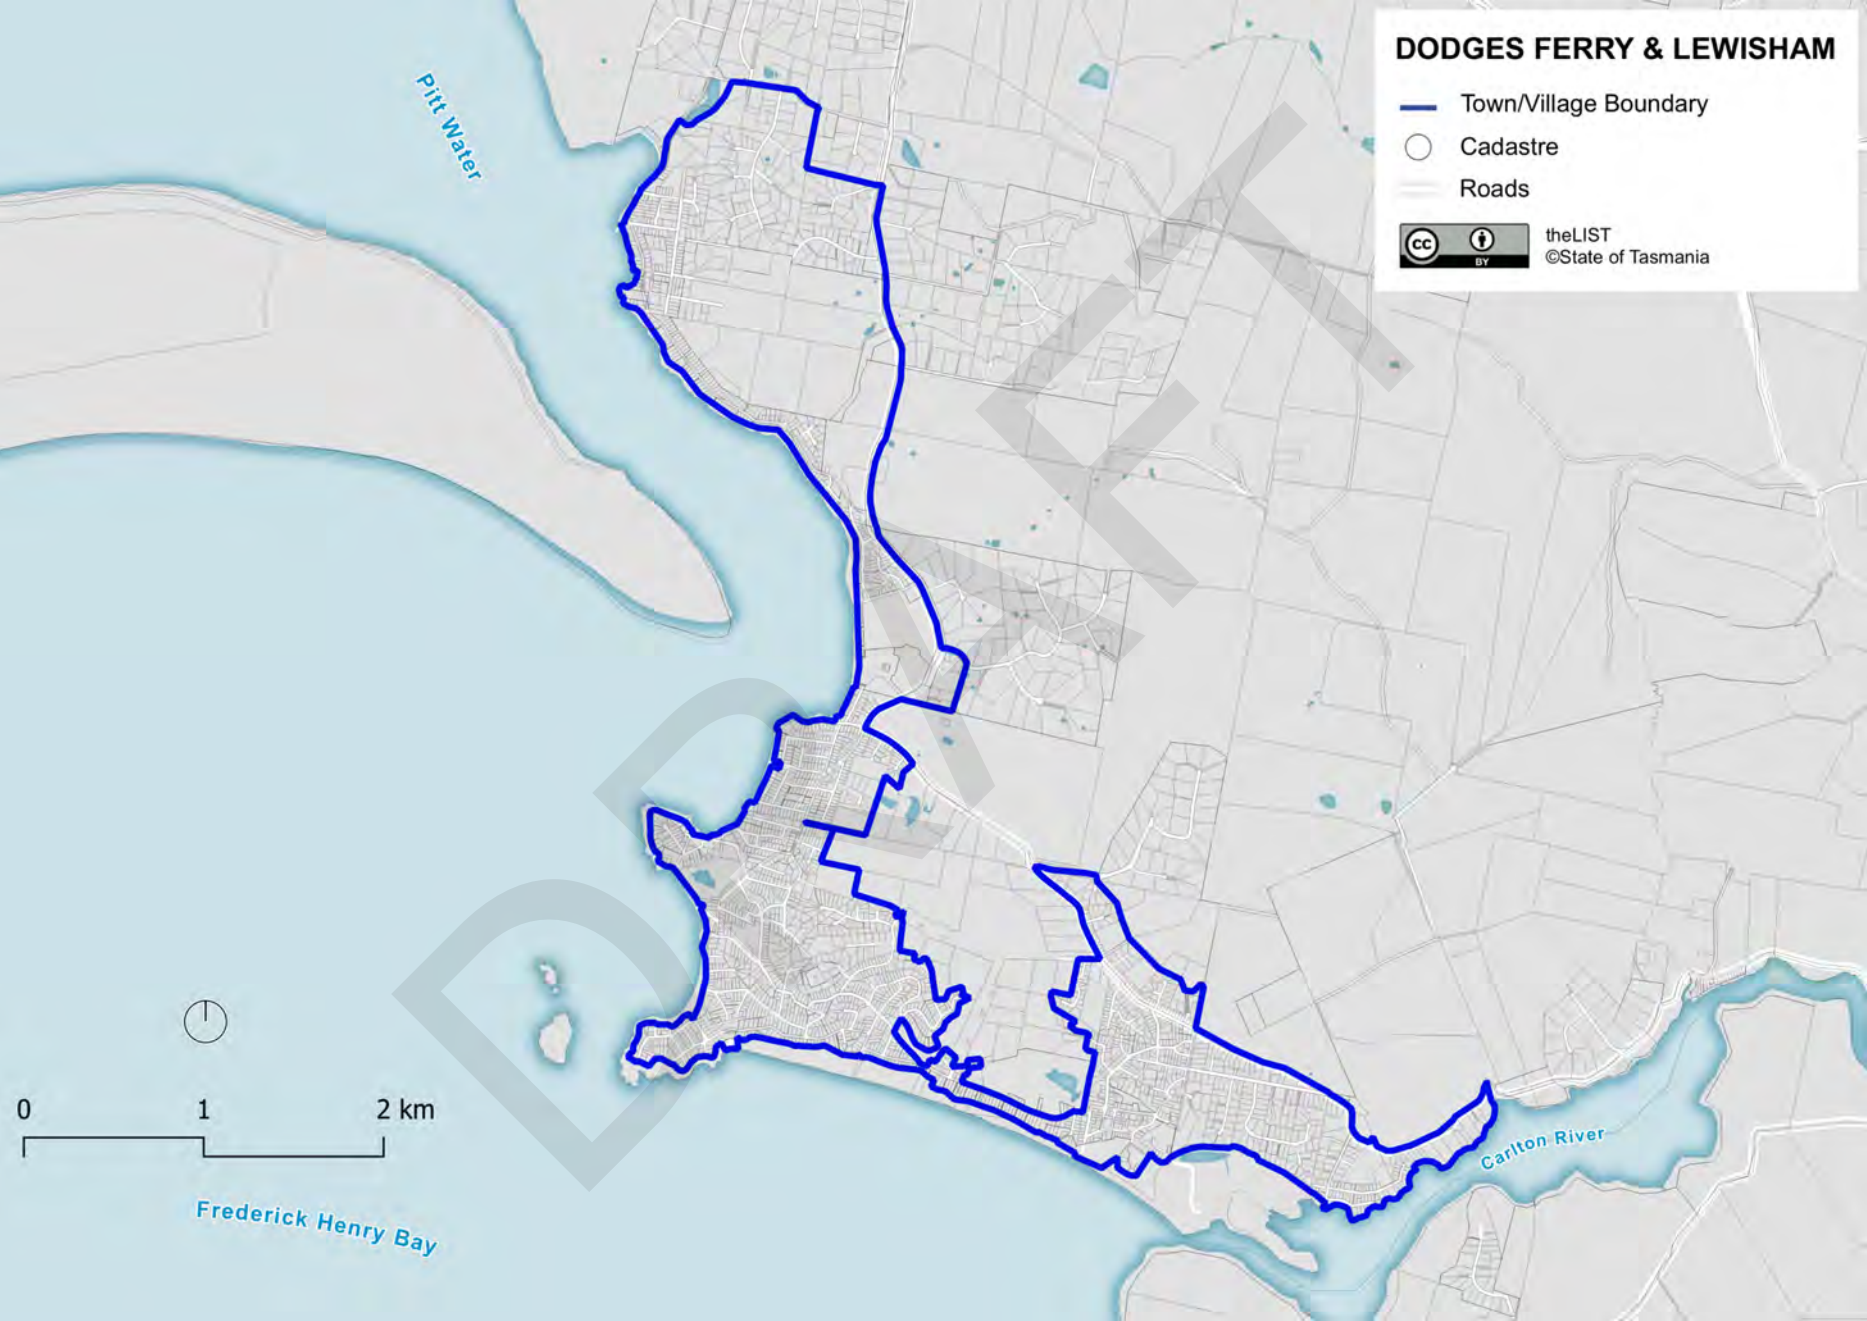 DODGES FERRY & LEWISHAM
Town/Village Boundary
Cadastre
Roads
cc
BY
theLIST
©State of Tasmania
Pitt Water
DRAFT
0 1 2 km
Carlton River
Frederick Henry Bay